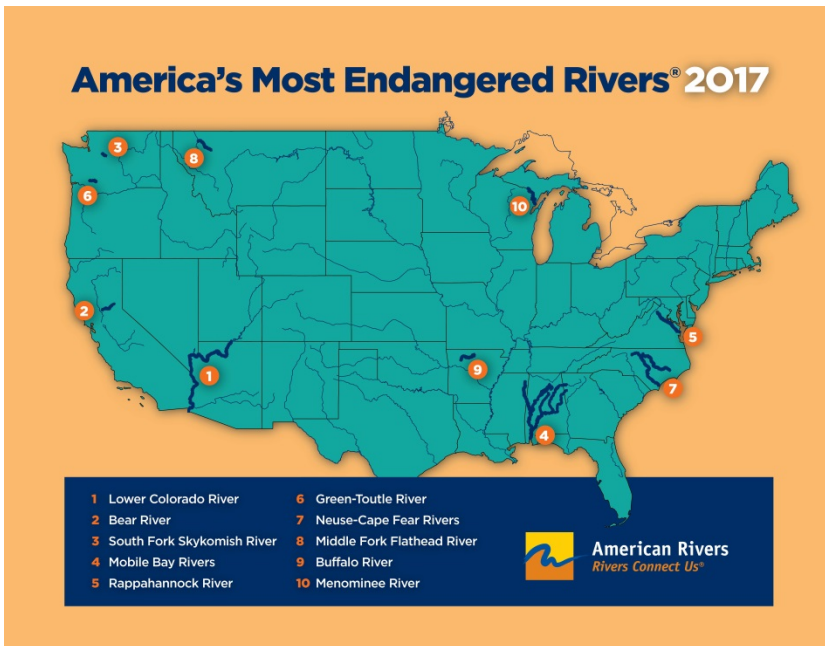 America's Most Endangered Rivers® 2017
3
8
6
10
2
5
1
9
7
4
1 Lower Colorado River
2 Bear River
3 South Fork Skykomish River
4 Mobile Bay Rivers
5 Rappahannock River
6 Green-Toutle River
7 Neuse-Cape Fear Rivers
8 Middle Fork Flathead River
9 Buffalo River
10 Menominee River
American Rivers
Rivers Connect Us®